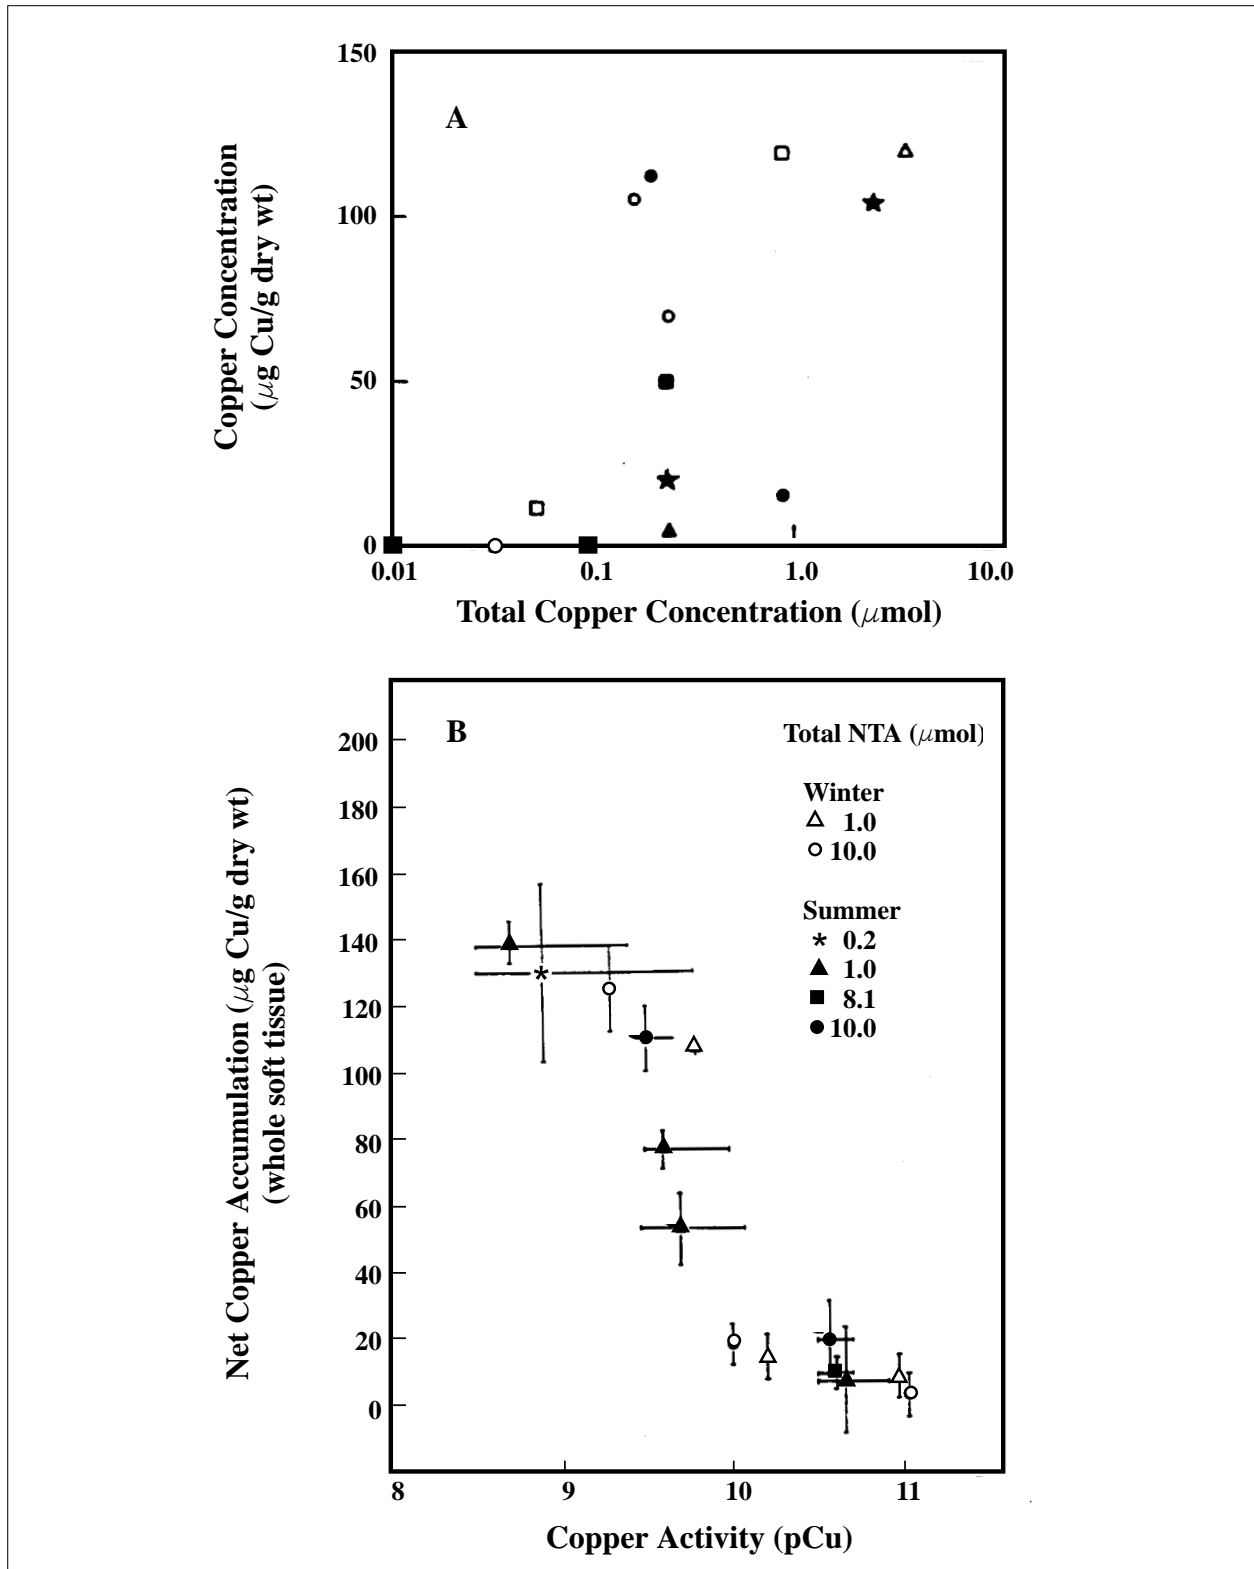 150
A
100
50
0
Copper Concentration
(μg Cu/g dry wt)
0.01
0.1
1.0
10.0
Total Copper Concentration (μmol)
B
Total NTA (μmol)
Winter
1.0
10.0
Summer
0.2
1.0
8.1
10.0
200
180
160
140
120
100
80
60
40
20
0
Net Copper Accumulation (μg Cu/g dry wt)
(whole soft tissue)
8
9
10
11
Copper Activity (pCu)